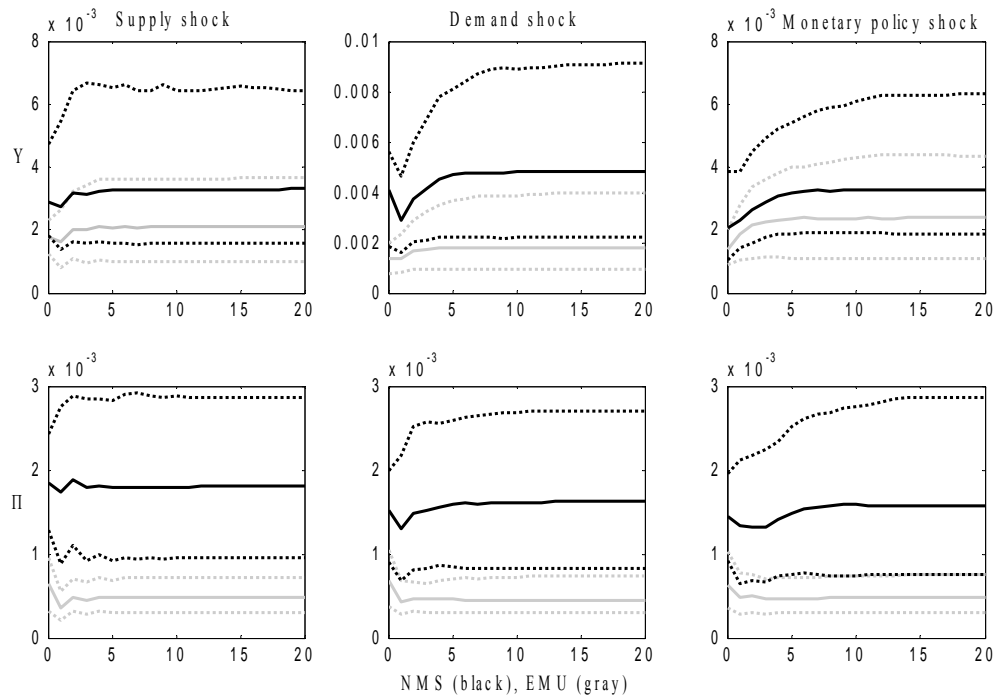 x 10 -3 Supply shock
Demand shock
x 10 -3 Monetary policy shock
8
6
4
2
0
Y
0 5 10 15 20
0.01
0.008
0.006
0.004
0.002
0
0 5 10 15 20
8
6
4
2
0
0 5 10 15 20
x 10 -3
3
2
1
0
Π
0 5 10 15 20
x 10 -3
3
2
1
0
0 5 10 15 20
x 10 -3
3
2
1
0
0 5 10 15 20
NMS (black), EMU (gray)